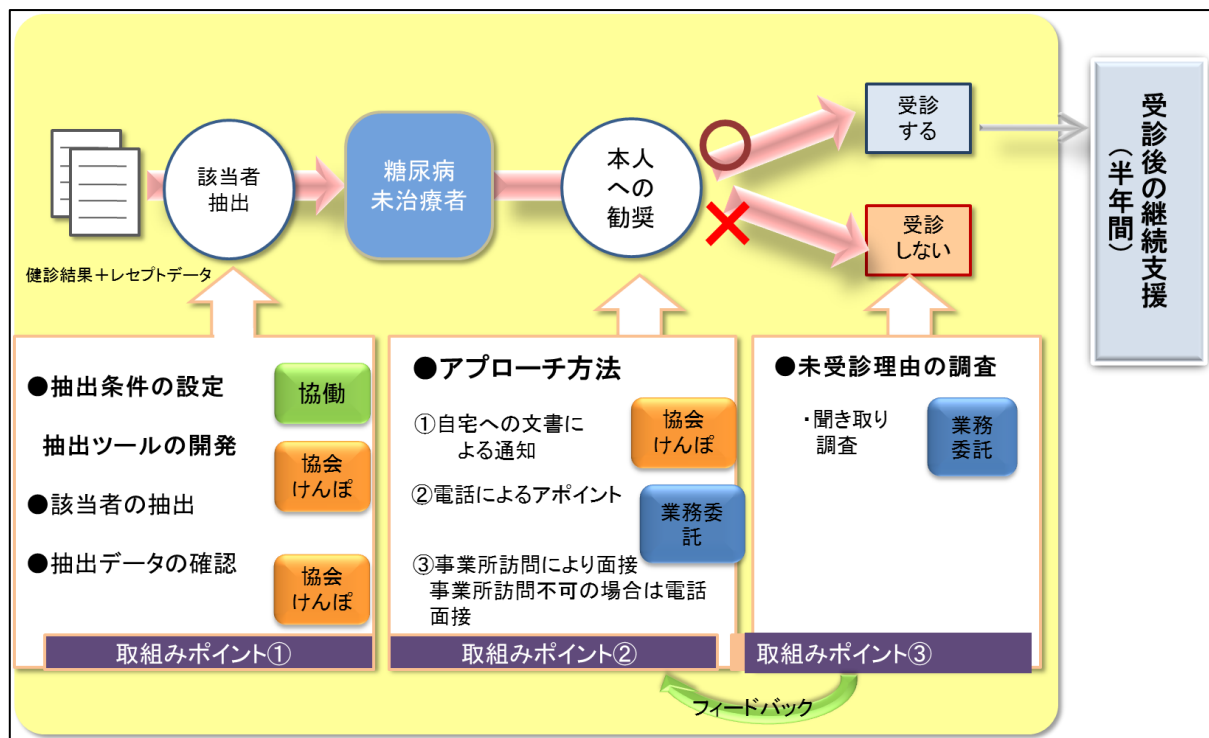 健診結果＋レセプトデータ
該当者
抽出
糖尿病
未治療者
本人
への
勧奨
受診
する
受診
しない
受診後の継続支援
（半年間）
●抽出条件の設定
協働
抽出ツールの開発
協会
けんぽ
●該当者の抽出
●抽出データの確認
協会
けんぽ
取組みポイント①
●アプローチ方法
①自宅への文書に
よる通知
協会
けんぽ
②電話によるアポイント
業務委
託
③事業所訪問により面接
事業所訪問不可の場合は電話
面接
取組みポイント②
●未受診理由の調査
・聞き取り
調査
業務
委託
取組みポイント③
フィードバック